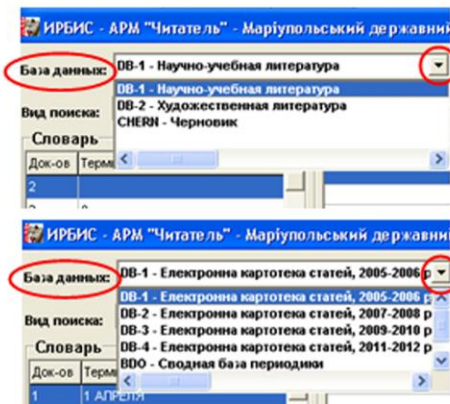 ИРБИС - АРМ "Читатель" - Маріупольський державний
База данных: DB-1 - Научно-учебная литература
DB-1 - Научно-учебная литература
Вид поиска: DB-2 - Художественная литература
CHERN - Черновик
Словарь
Док-ов Терми
2
ИРБИС - АРМ "Читатель" - Маріупольський державний
База данных: DB-1 - Електронна картотека статей, 2005-2006 р
DB-1 - Електронна картотека статей, 2005-2006 р
Вид поиска: DB-2 - Електронна картотека статей, 2007-2008 р
DB-3 - Електронна картотека статей, 2009-2010 р
Словарь DB-4 - Електронна картотека статей, 2011-2012 р
BDO - Сводная база периодики
Док-ов Терми
1 1 АПРЕЛЯ